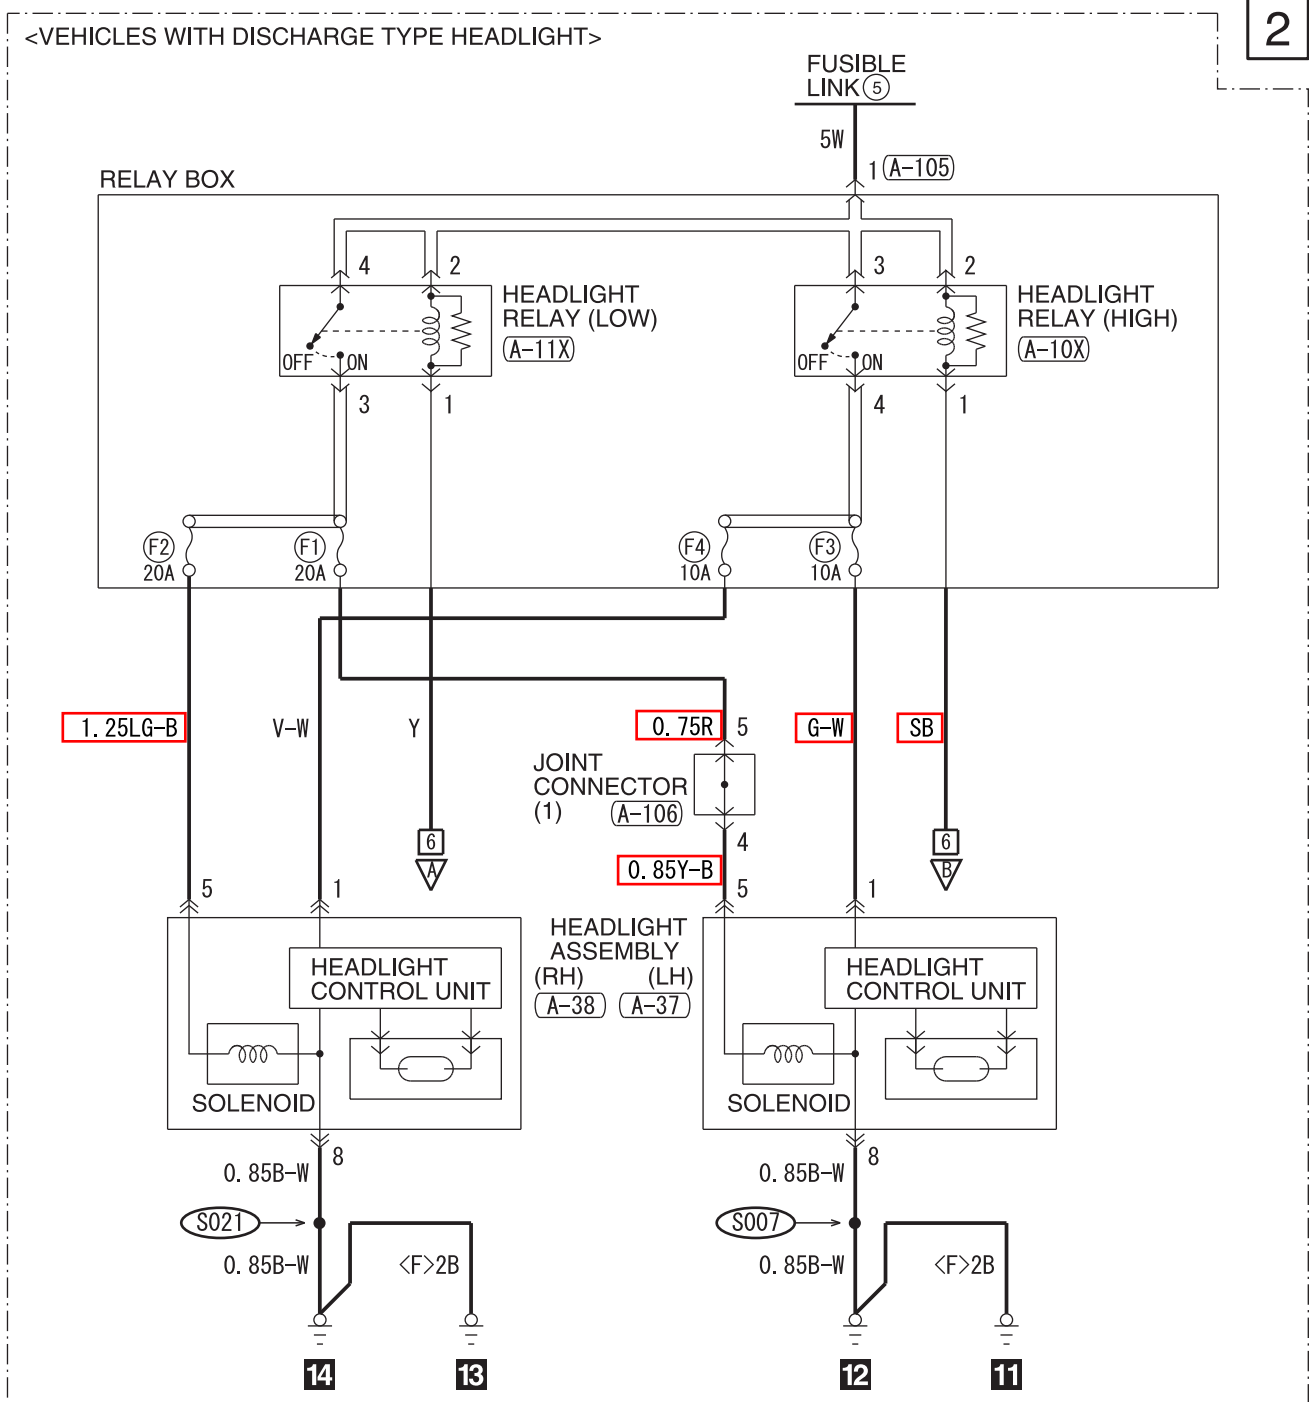 2
<VEHICLES WITH DISCHARGE TYPE HEADLIGHT>
FUSIBLE
LINK 5
5W
1 A-105
RELAY BOX
4
2
3
2
HEADLIGHT
RELAY (LOW)
A-11X
HEADLIGHT
RELAY (HIGH)
A-10X
OFF ON
OFF ON
3
1
4
1
F2
20A
F1
20A
F4
10A
F3
10A
1.25LG-B
V-W
Y
0.75R
5
G-W
SB
JOINT
CONNECTOR
(1) A-106
4
6
A
6
B
0.85Y-B
5
1
5
1
HEADLIGHT
ASSEMBLY
(RH) (LH)
A-38 A-37
HEADLIGHT
CONTROL UNIT
HEADLIGHT
CONTROL UNIT
SOLENOID
SOLENOID
8
8
0.85B-W
0.85B-W
S021
S007
0.85B-W
<F>2B
0.85B-W
<F>2B
14
13
12
11